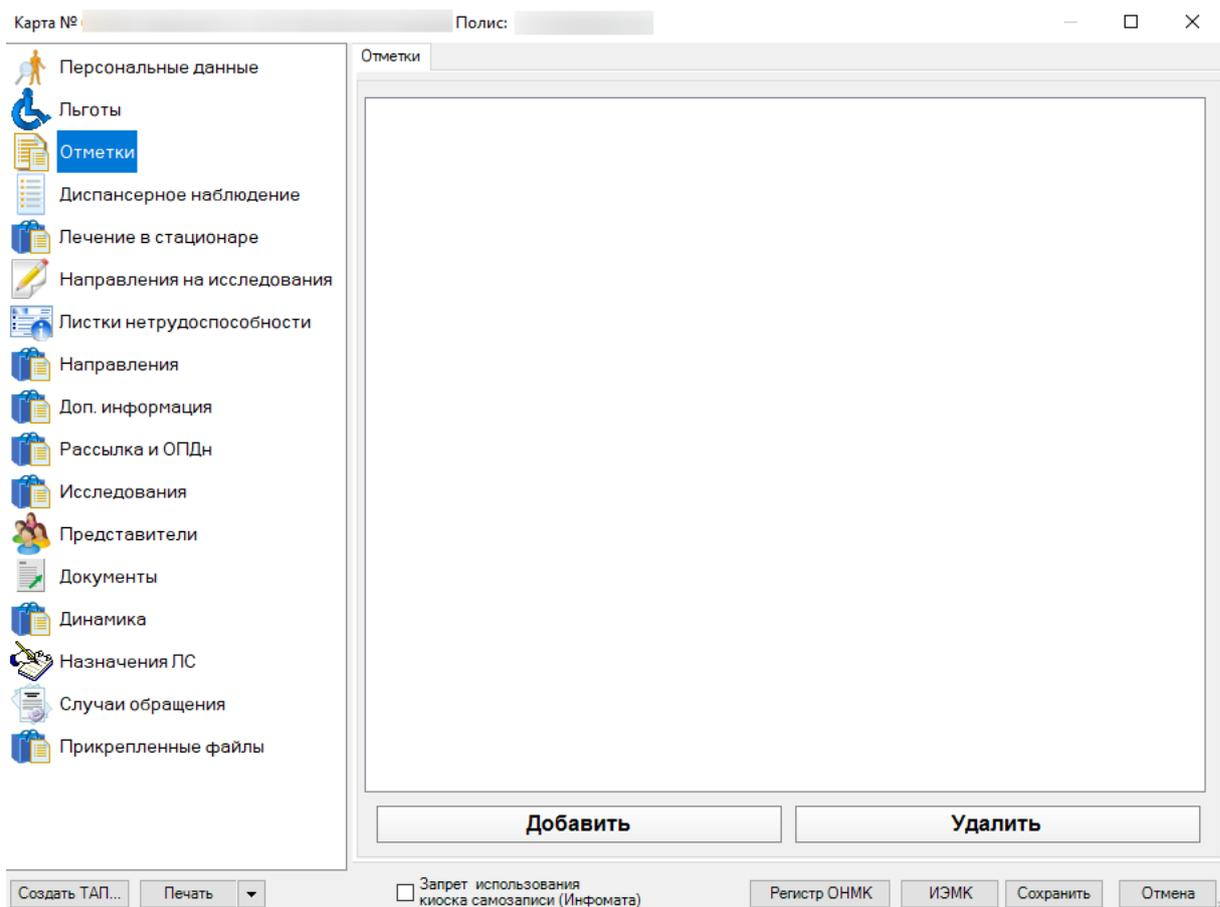 Карта №
Полис:
Персональные данные
Льготы
Отметки
Диспансерное наблюдение
Лечение в стационаре
Направления на исследования
Листки нетрудоспособности
Направления
Доп. информация
Рассылка и ОПДн
Исследования
Представители
Документы
Динамика
Назначения ЛС
Случаи обращения
Прикрепленные файлы
Отметки
Добавить
Удалить
Создать ТАП...
Печать
Запрет использования
киоска самозаписи (Инфомата)
Регистр ОНМК
ИЭМК
Сохранить
Отмена